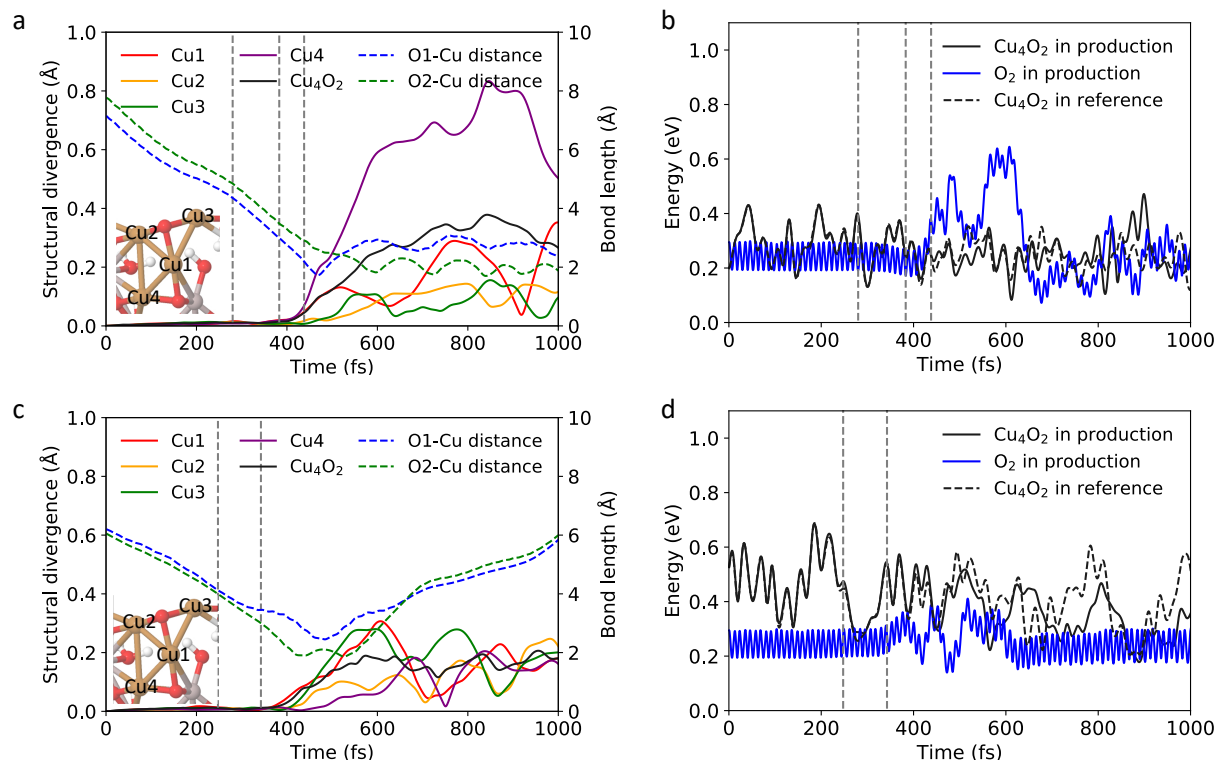 a
1.0
0.8
0.6
0.4
0.2
0.0
Structural divergence (Å)
Cu1
Cu2
Cu3
Cu4
Cu₄O₂
O1-Cu distance
O2-Cu distance
10
8
6
4
2
0
Bond length (Å)
Cu3
Cu2
Cu1
Cu4
0 200 400 600 800 1000
Time (fs)
b
1.0
0.8
0.6
0.4
0.2
0.0
Energy (eV)
Cu₄O₂ in production
O₂ in production
Cu₄O₂ in reference
0 200 400 600 800 1000
Time (fs)
c
1.0
0.8
0.6
0.4
0.2
0.0
Structural divergence (Å)
Cu1
Cu2
Cu3
Cu4
Cu₄O₂
O1-Cu distance
O2-Cu distance
10
8
6
4
2
0
Bond length (Å)
Cu3
Cu2
Cu1
Cu4
0 200 400 600 800 1000
Time (fs)
d
1.0
0.8
0.6
0.4
0.2
0.0
Energy (eV)
Cu₄O₂ in production
O₂ in production
Cu₄O₂ in reference
0 200 400 600 800 1000
Time (fs)